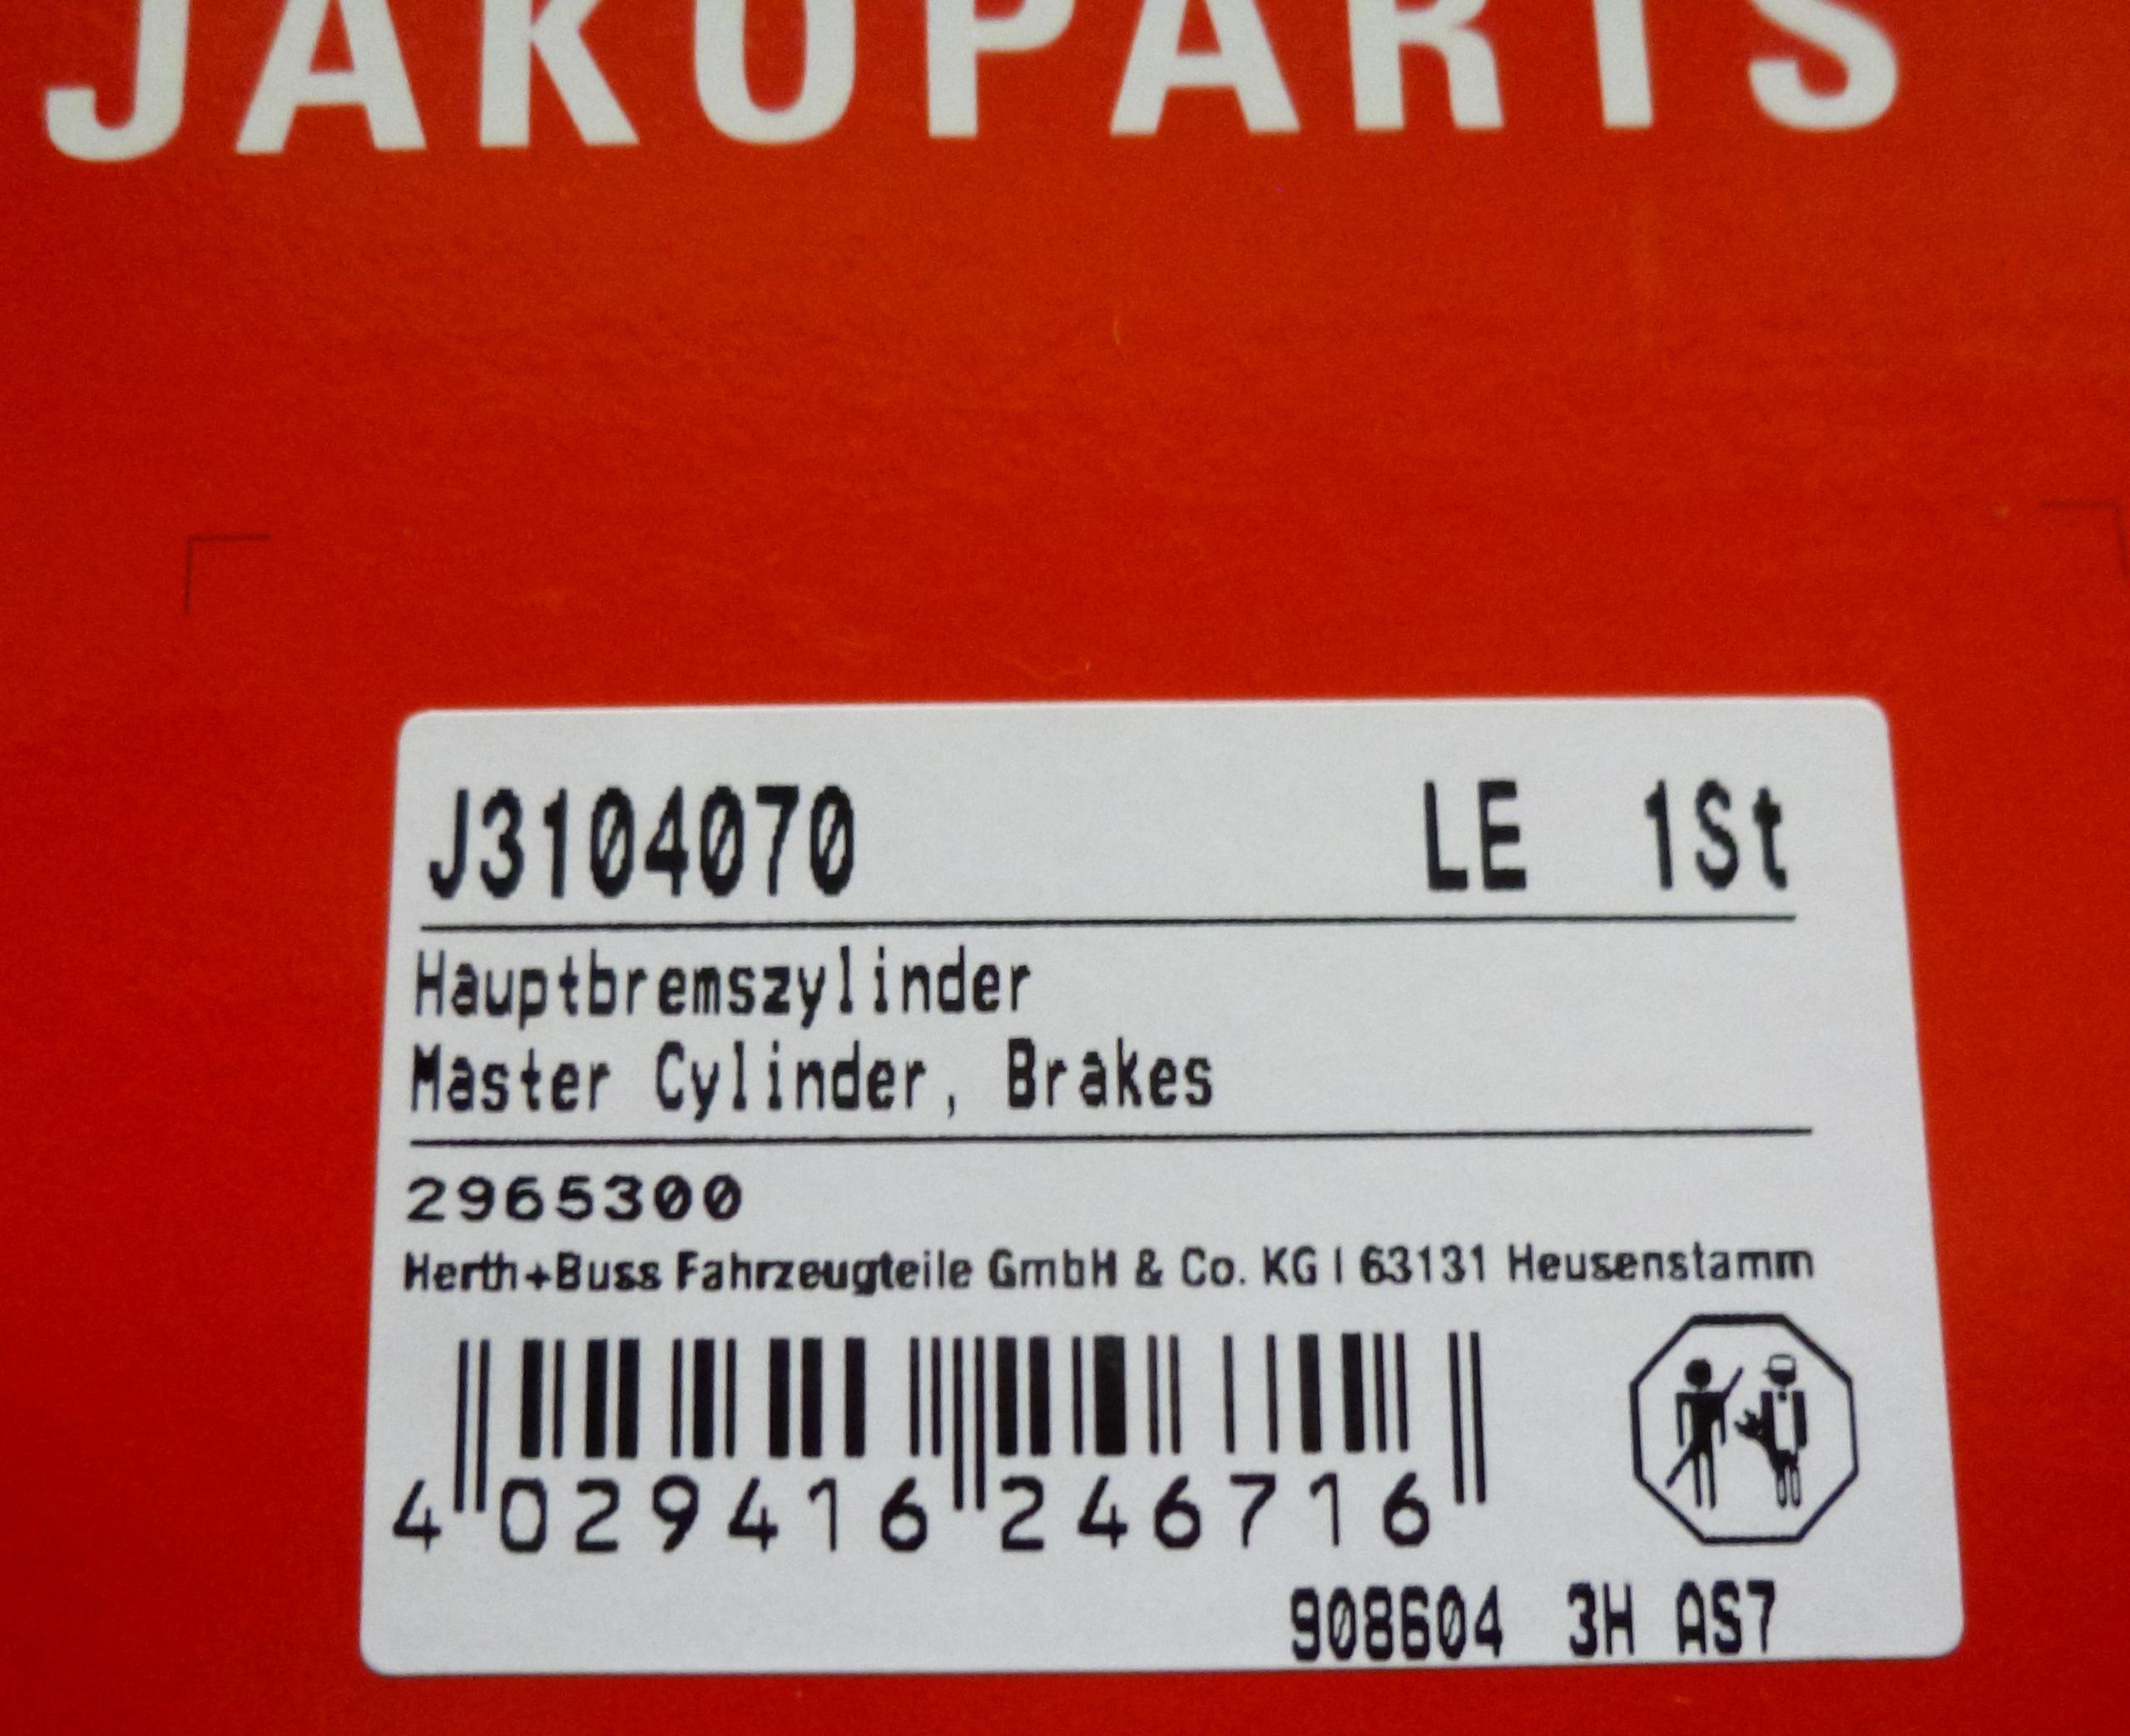 JAKOPARTS
J3104070 LE 1St
Hauptbremszylinder
Master Cylinder, Brakes
2965300
Herth+Buss Fahrzeugteile GmbH & Co. KG | 63131 Heusenstamm
4 029416 246716
908604 3H AS7